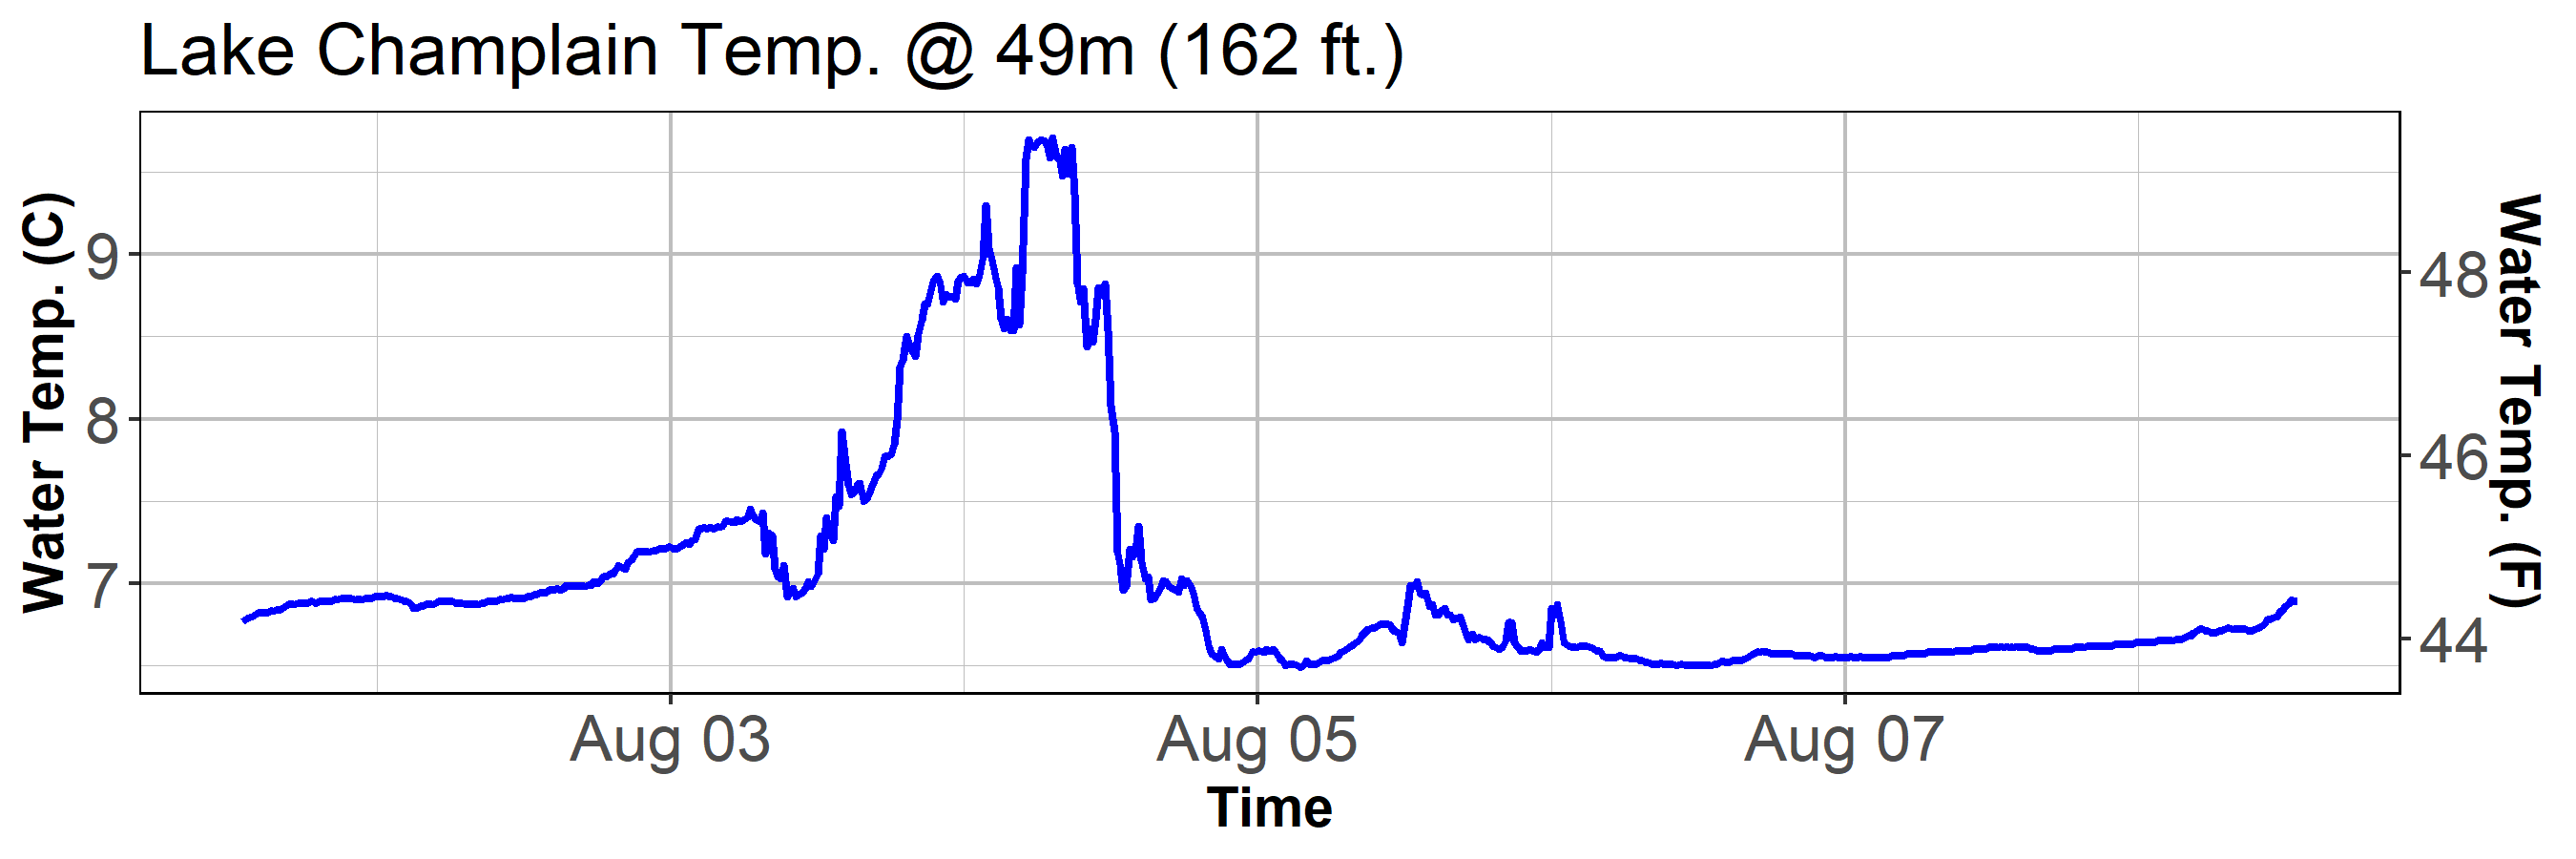 Lake Champlain Temp. @ 49m (162 ft.)
Water Temp. (C)
9
8
7
48
46
44
Water Temp. (F)
Aug 03
Aug 05
Aug 07
Time